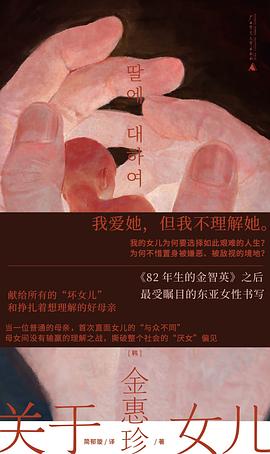 딸에 대하여
我爱她，但我不理解她。
我的女儿为何要选择如此艰难的人生？
为何不惜置身被嫌恶、被敌视的境地？
《82 年生的金智英》之后
最受瞩目的东亚女性书写
献给所有的“坏女儿”
和挣扎着想理解的好母亲
当一位普通的母亲，首次直面女儿的“与众不同”
母女间没有输赢的理解之战，撕破整个社会的“厌女”偏见
[韩]
金惠珍
著
简郁璇 / 译
关于女儿